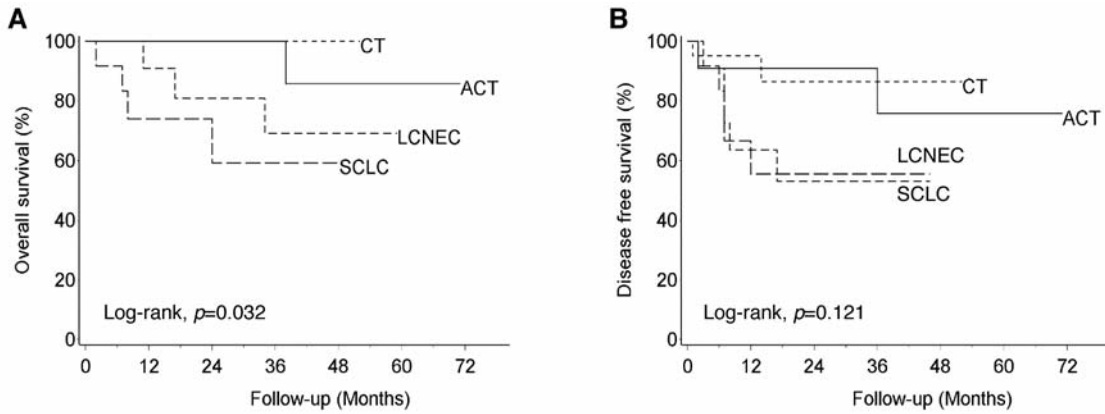 A
Overall survival (%)
100
80
60
40
20
0
CT
ACT
LCNEC
SCLC
Log-rank, p=0.032
0 12 24 36 48 60 72
Follow-up (Months)
B
Disease free survival (%)
100
80
60
40
20
0
CT
ACT
LCNEC
SCLC
Log-rank, p=0.121
0 12 24 36 48 60 72
Follow-up (Months)